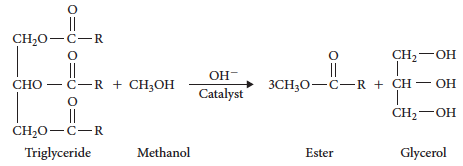 O
CH₂O—C—R
O
CHO—C—R + CH₃OH OH⁻ Catalyst 3CH₃O—C—R + CH—OH
O CH₂—OH
O CH₂—OH
CH₂O—C—R
Triglyceride Methanol Ester Glycerol